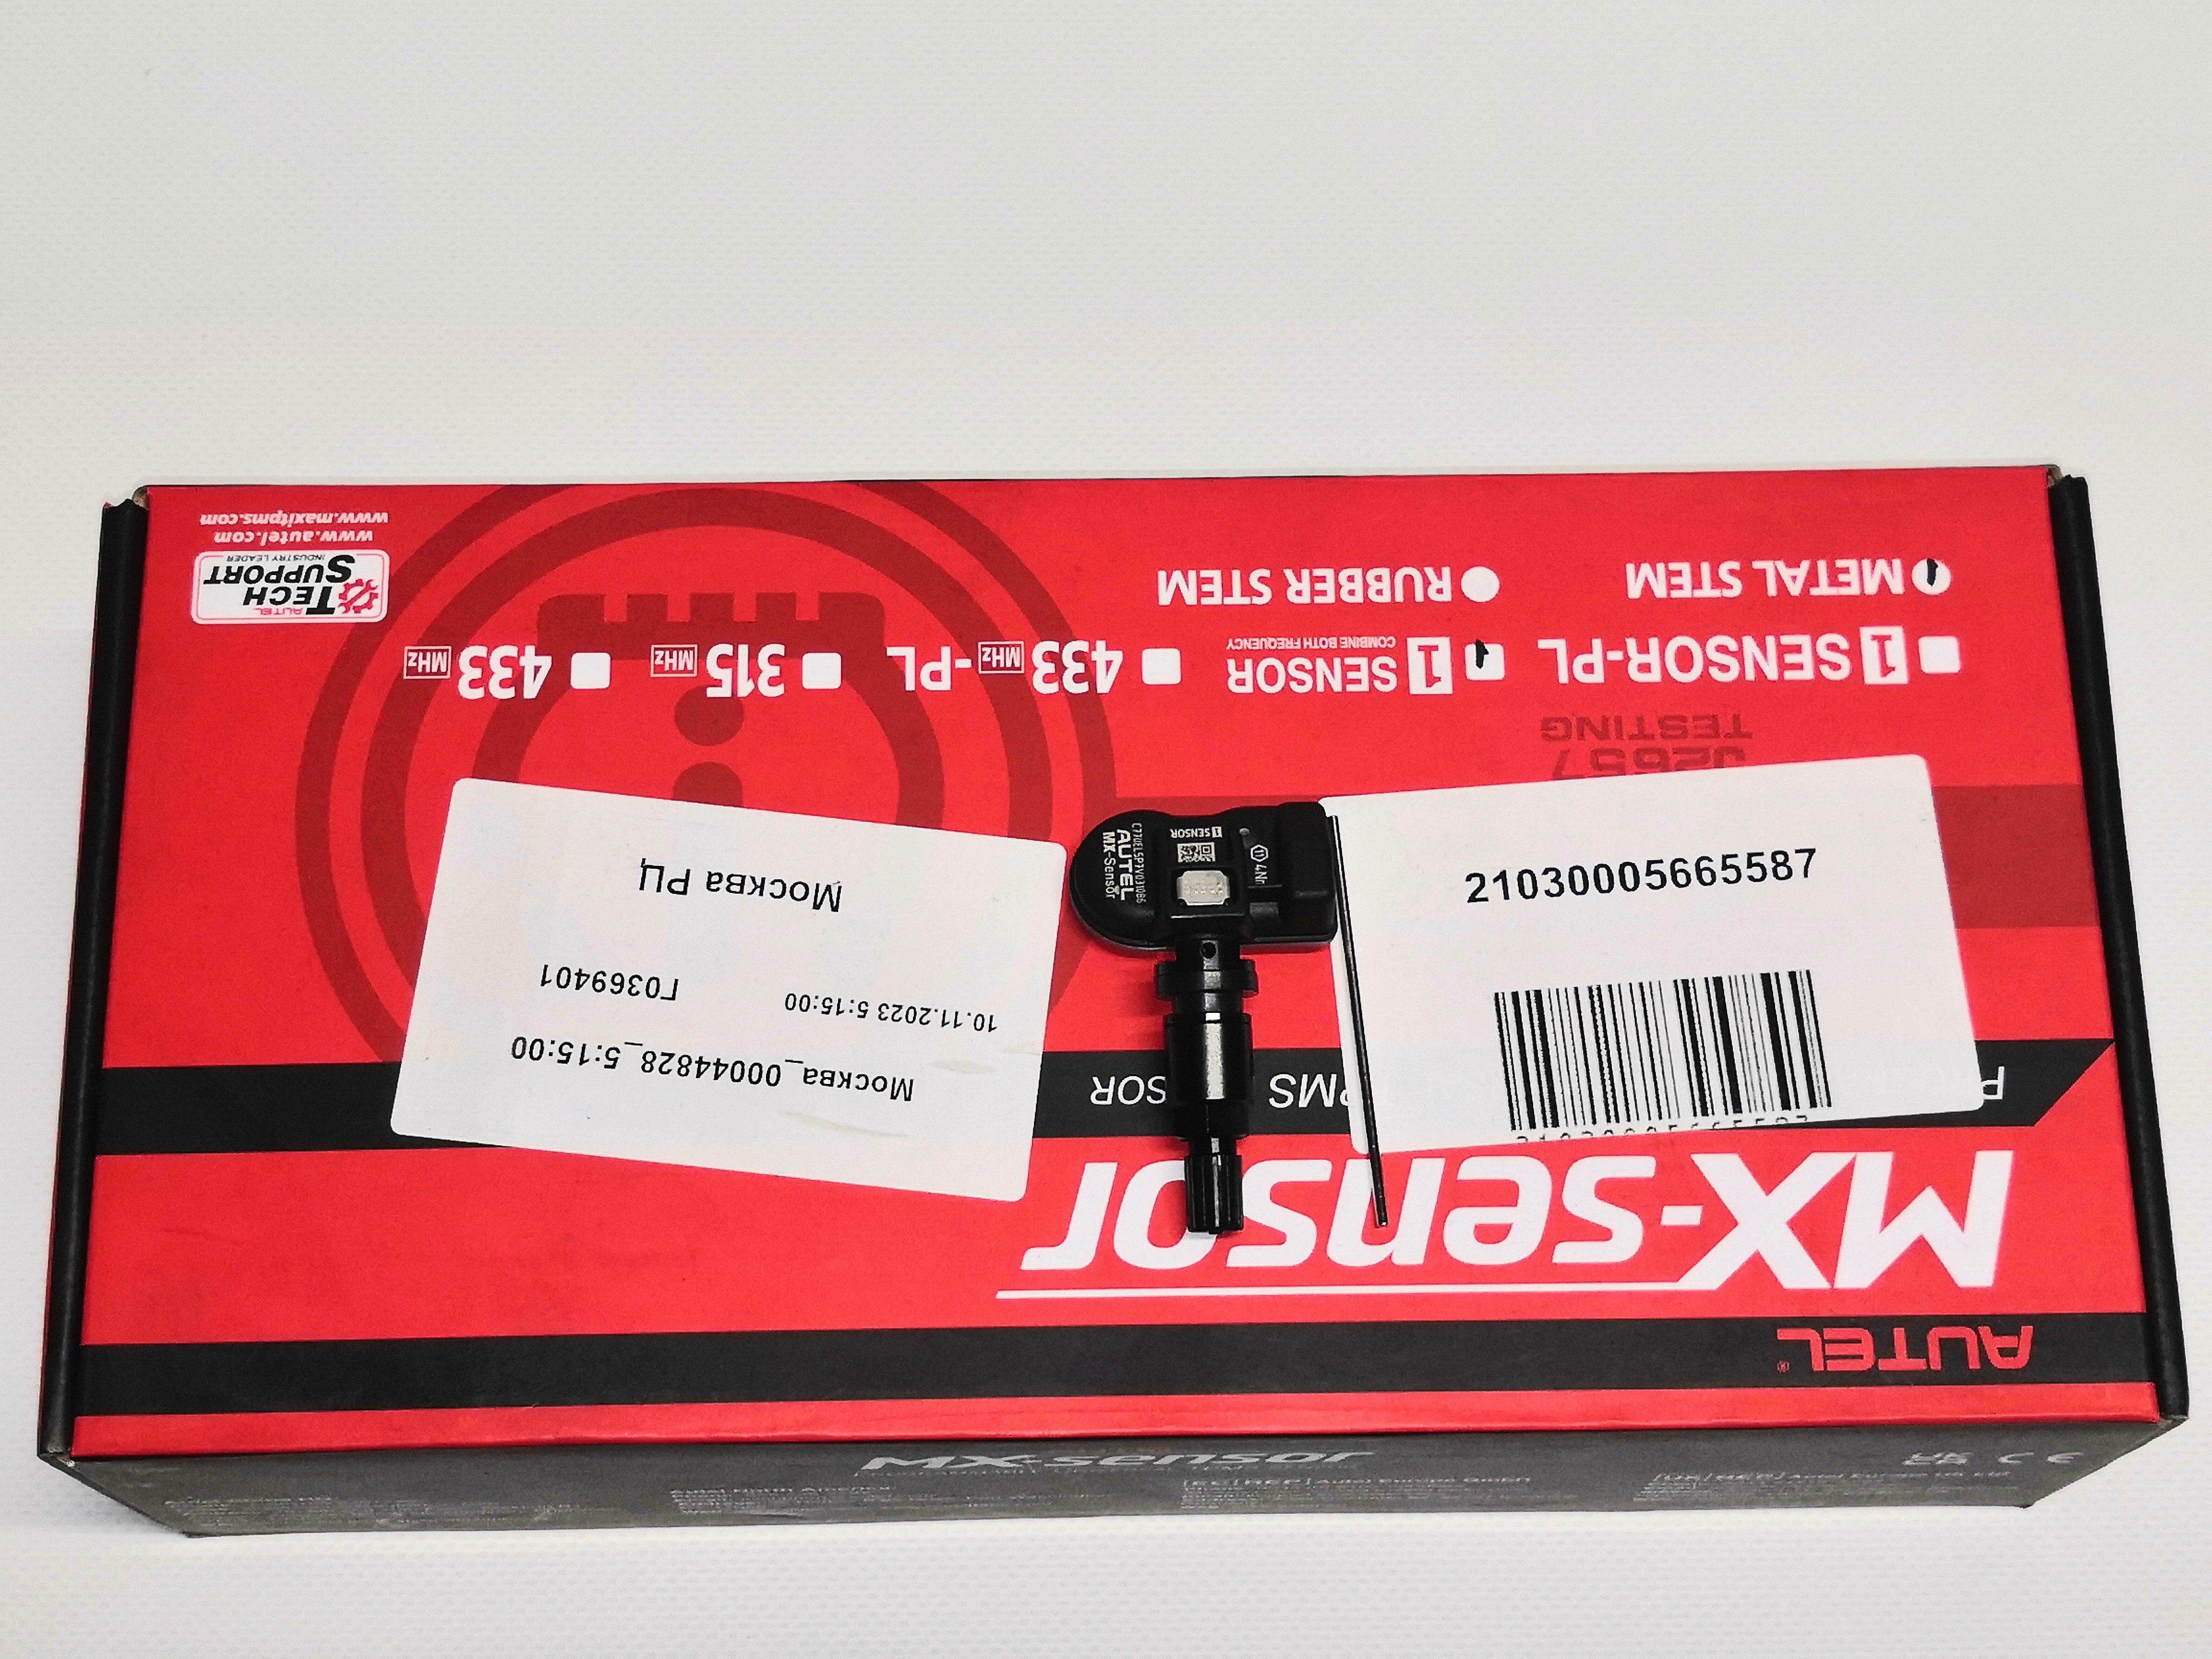 MX-sensor
AUTEL®
MX-sensor
PMS
SOR
2103000566558​7
Москва_00044828_5:15:00
10.11.2023 5:15:00
Г0369401
Москва РЦ
AUTEL
MX-Sensor
1 SENSOR
J2657
TESTING
1 SENSOR-PL
1 SENSOR
COMBINE BOTH FREQUENCY
433 MHz -PL
315 MHz
433 MHz
METAL STEM
RUBBER STEM
AUTEL
TECH
SUPPORT
INDUSTRY LEADER
www.autel.com
www.maxitpms.com